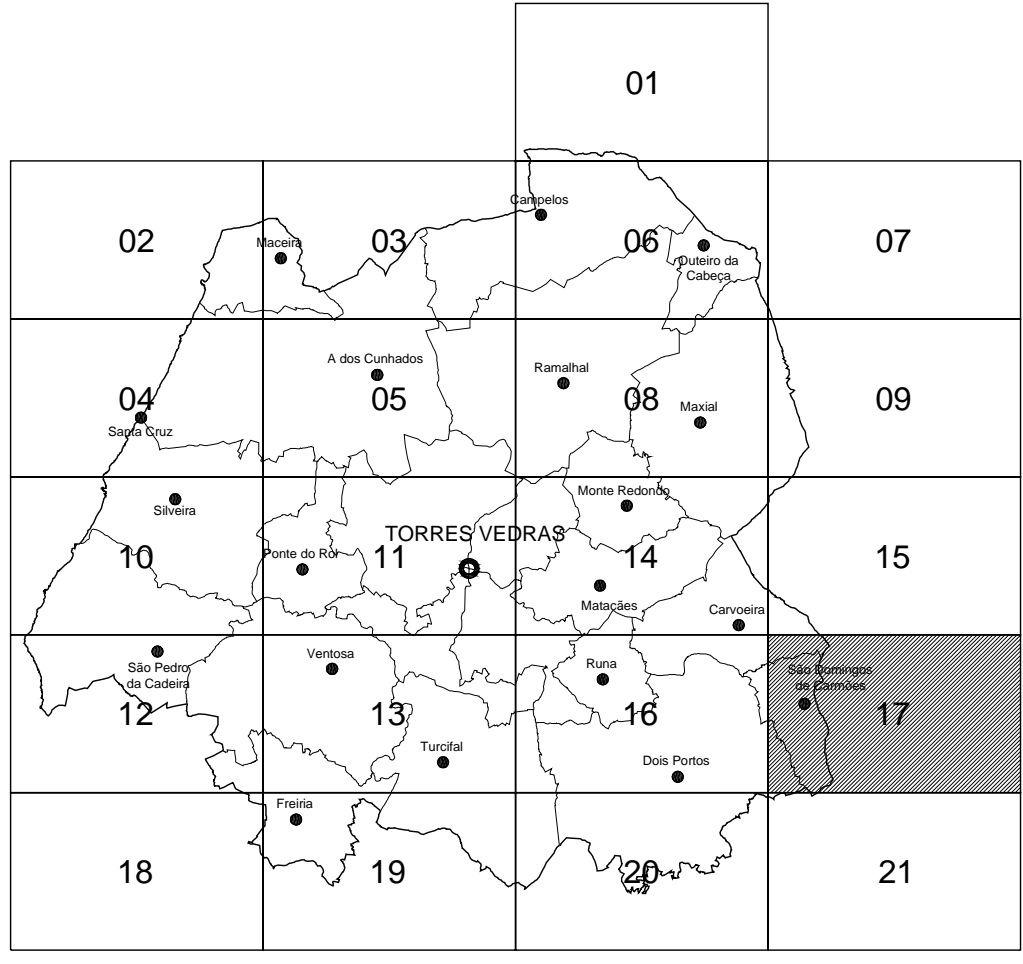 01
Campelos
02
Maceira
03
06
Outeiro da
Cabeça
07
A dos Cunhados
Ramalhal
04
Santa Cruz
05
08
Maxial
09
Silveira
Monte Redondo
TORRES VEDRAS
10
Ponte do Rol
11
14
15
Matacães
Carvoeira
São Pedro
da Cadeira
Ventosa
Runa
São Domingos
de Carmões
12
13
16
17
Turcifal
Dois Portos
Freiria
18
19
20
21